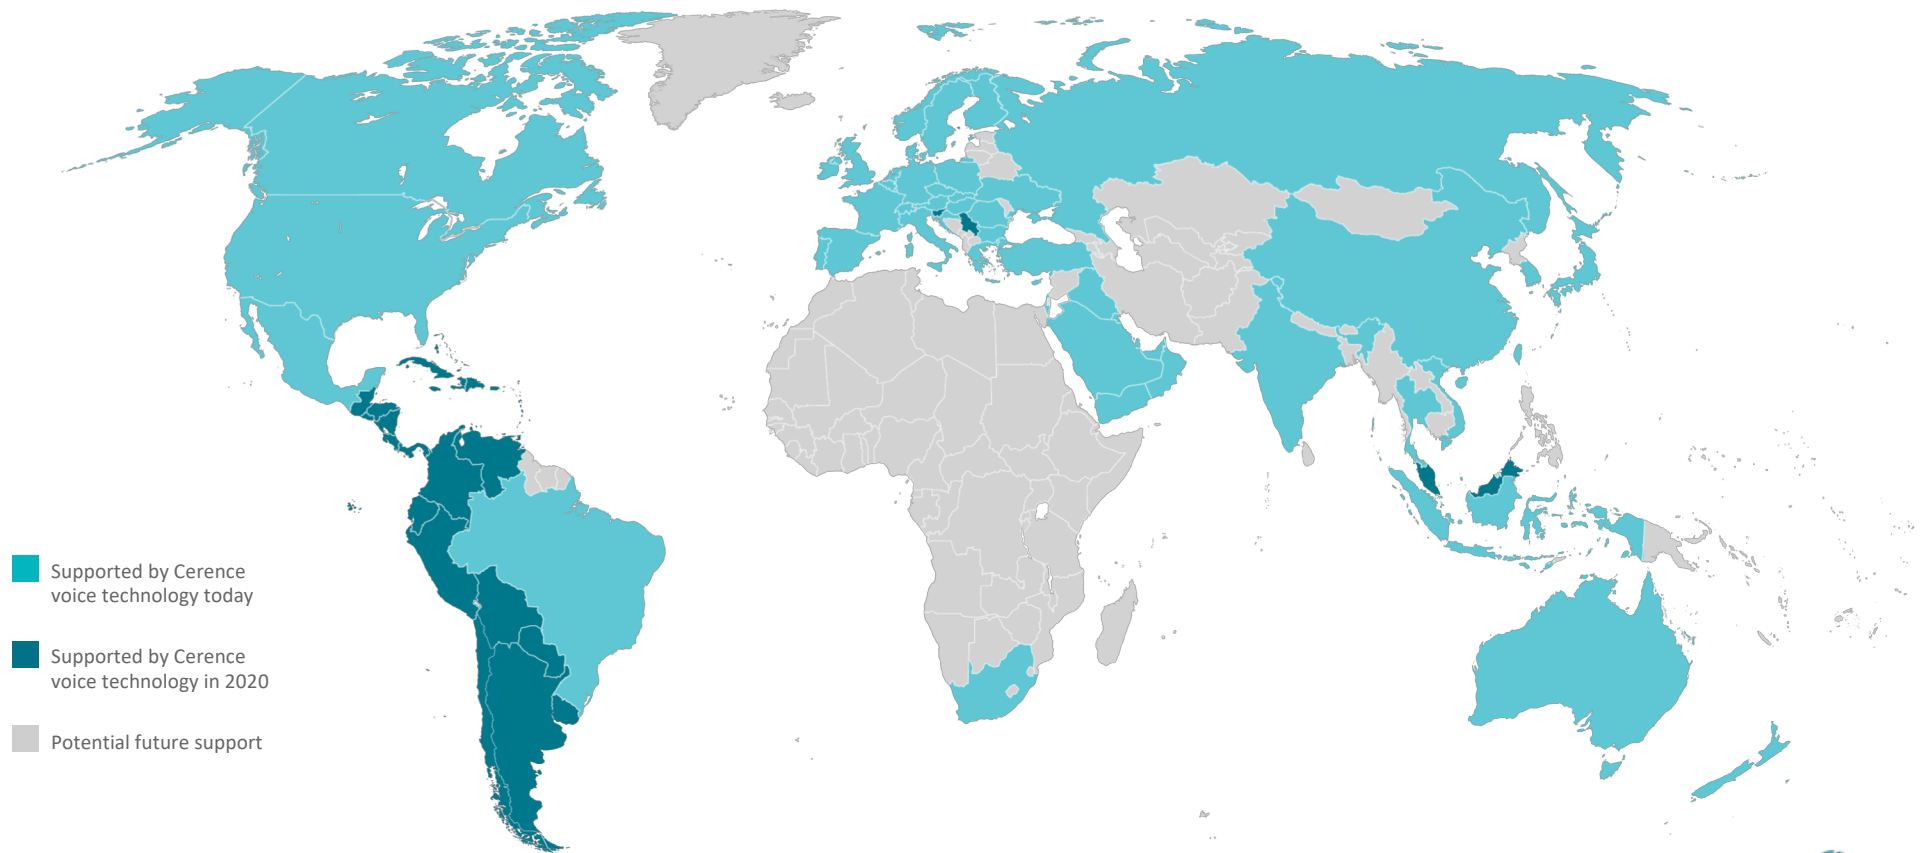 Supported by Cerence
voice technology today
Supported by Cerence
voice technology in 2020
Potential future support